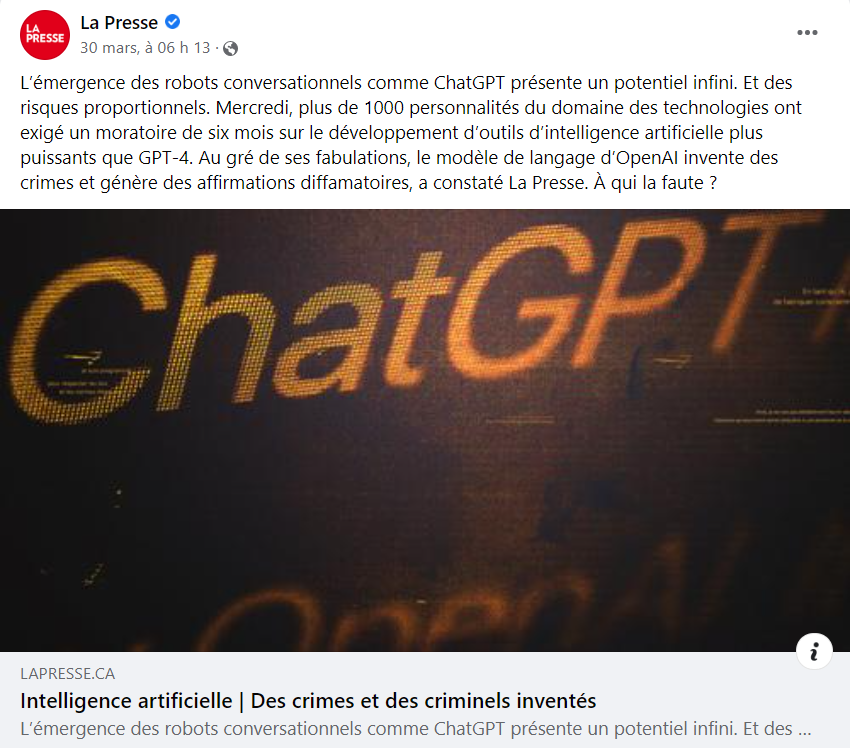 LA
PRESSE
La Presse
30 mars, à 06 h 13 ·
L'émergence des robots conversationnels comme ChatGPT présente un potentiel infini. Et des
risques proportionnels. Mercredi, plus de 1000 personnalités du domaine des technologies ont
exigé un moratoire de six mois sur le développement d'outils d'intelligence artificielle plus
puissants que GPT-4. Au gré de ses fabulations, le modèle de langage d'OpenAI invente des
crimes et génère des affirmations diffamatoires, a constaté La Presse. À qui la faute ?
ChatGPT
OpenAI
LAPRESSE.CA
Intelligence artificielle | Des crimes et des criminels inventés
L'émergence des robots conversationnels comme ChatGPT présente un potentiel infini. Et des ...